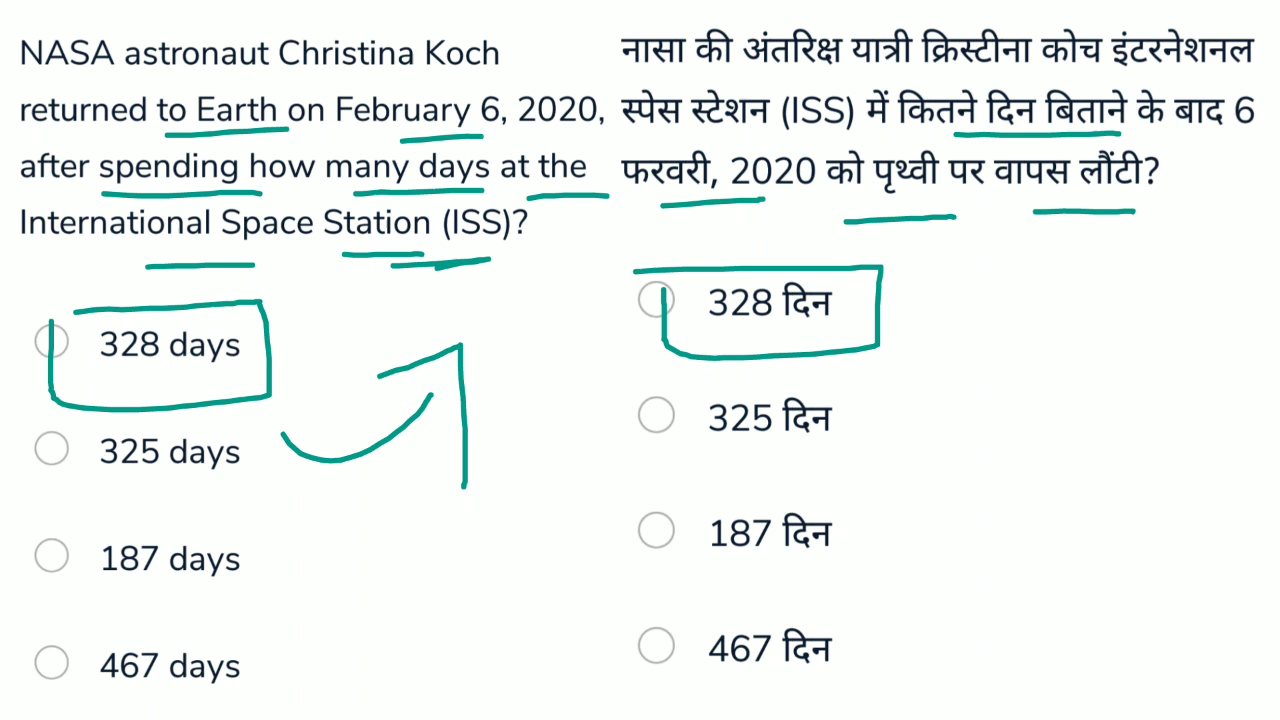 NASA astronaut Christina Koch
returned to Earth on February 6, 2020,
after spending how many days at the
International Space Station (ISS)?
328 days
325 days
187 days
467 days
नासा की अंतरिक्ष यात्री क्रिस्टीना कोच इंटरनेशनल
स्पेस स्टेशन (ISS) में कितने दिन बिताने के बाद 6
फरवरी, 2020 को पृथ्वी पर वापस लौंटी?
328 दिन
325 दिन
187 दिन
467 दिन